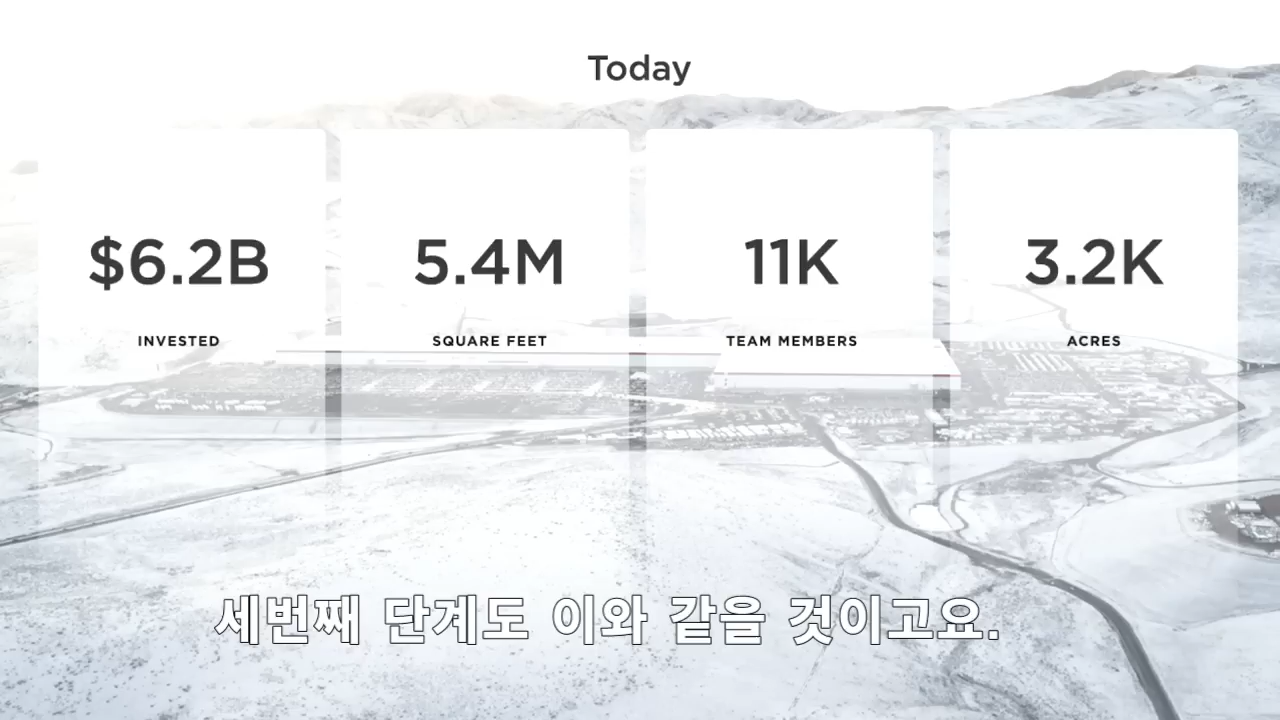 Today
$6.2B
5.4M
11K
3.2K
INVESTED
SQUARE FEET
TEAM MEMBERS
ACRES
세번째 단계도 이와 같을 것이고요.